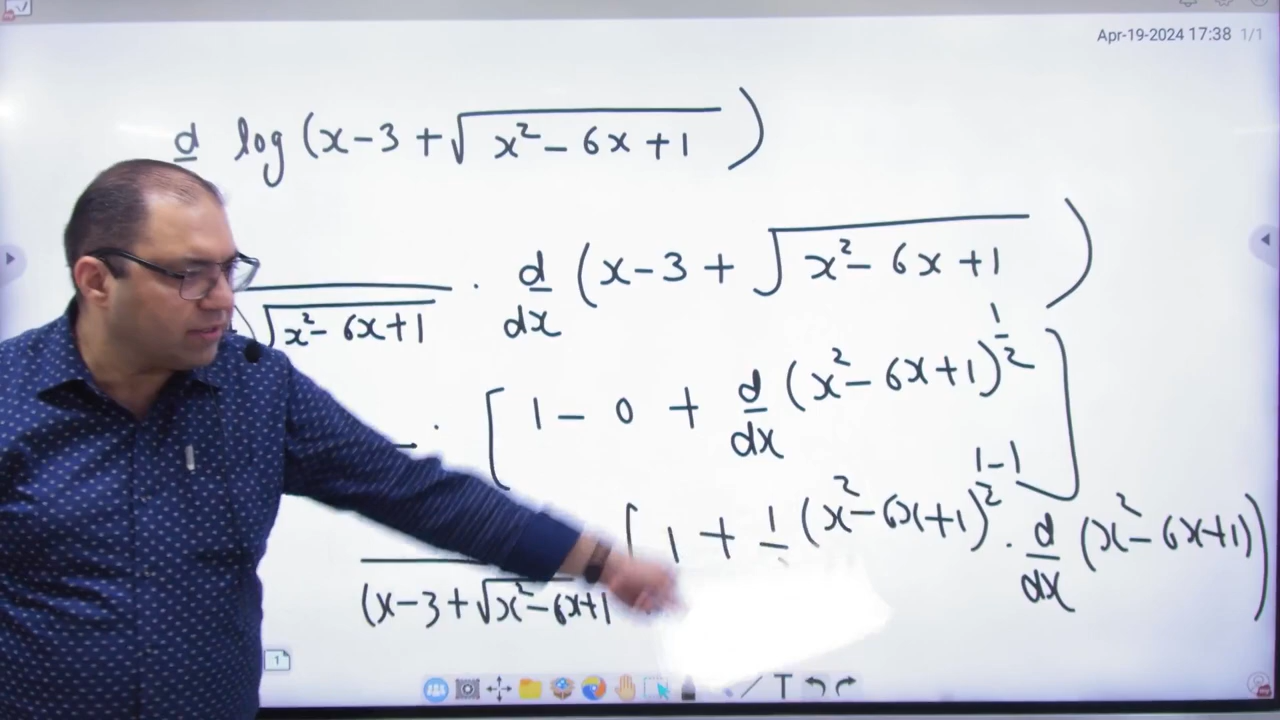 Apr-19-2024 17:38 1/1
d log (x-3+√x²-6x+1)
√x²-6x+1 · d/dx (x-3+√x²-6x+1)
· [1-0+ d/dx (x²-6x+1)^1/2]
(x-3+√x²-6x+1 [1+ 1 (x²-6x+1)^1/2-1 · d/dx (x²-6x+1)]
1
T